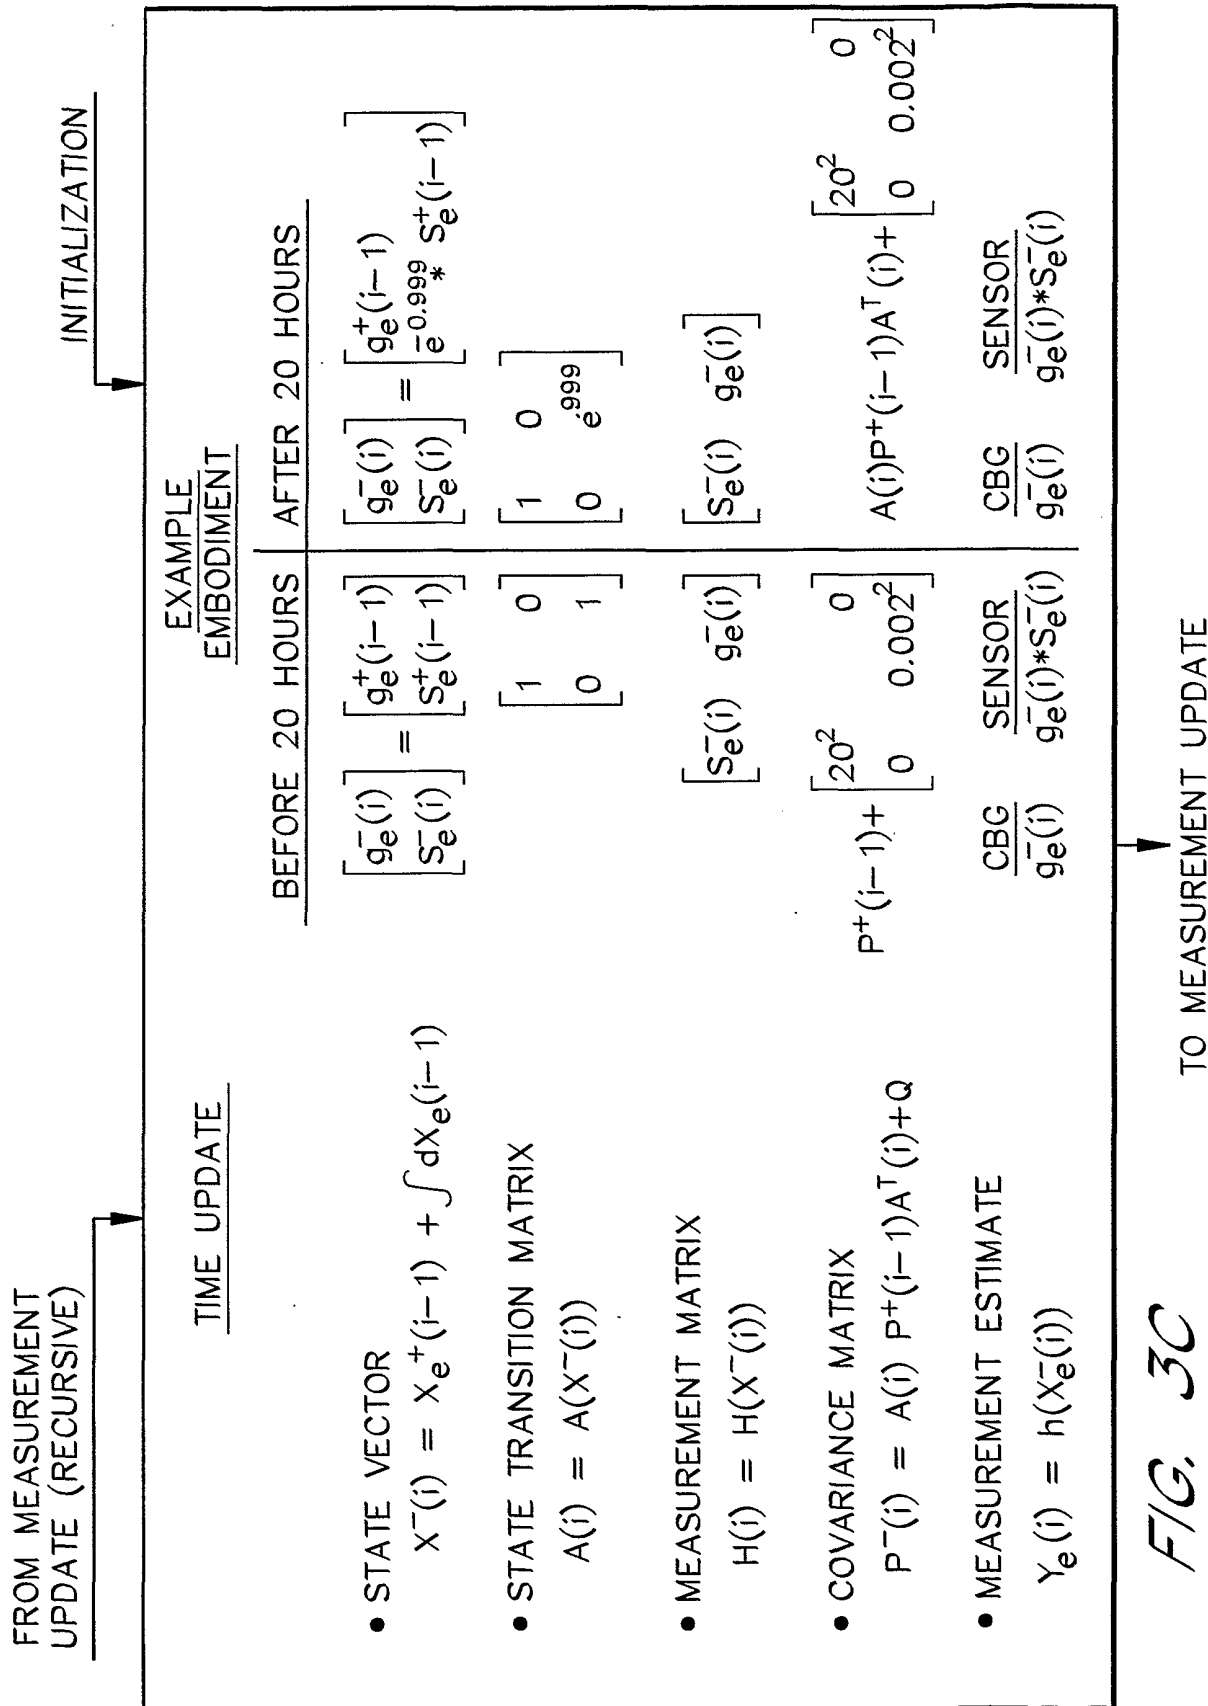 FROM MEASUREMENT
UPDATE (RECURSIVE)
INITIALIZATION
TIME UPDATE
EXAMPLE
EMBODIMENT
BEFORE 20 HOURS
AFTER 20 HOURS
• STATE VECTOR
X⁻(i) = Xₑ⁺(i−1) + ∫ dXₑ(i−1)
[gₑ⁻(i) Sₑ⁻(i)] = [gₑ⁺(i−1) Sₑ⁺(i−1)]
[gₑ⁻(i) Sₑ⁻(i)] = [gₑ⁺(i−1) e^−0.999 * Sₑ⁺(i−1)]
• STATE TRANSITION MATRIX
A(i) = A(X⁻(i))
[1 0
0 1]
[1 0
0 e^.999]
• MEASUREMENT MATRIX
H(i) = H(X⁻(i))
[Sₑ⁻(i) gₑ⁻(i)]
[Sₑ⁻(i) gₑ⁻(i)]
• COVARIANCE MATRIX
P⁻(i) = A(i) P⁺(i−1)Aᵀ(i)+Q
P⁺(i−1)+ [20² 0
0 0.002²]
A(i)P⁺(i−1)Aᵀ(i)+ [20² 0
0 0.002²]
• MEASUREMENT ESTIMATE
Yₑ(i) = h(Xₑ⁻(i))
CBG SENSOR
gₑ⁻(i) gₑ⁻(i)*Sₑ⁻(i)
CBG SENSOR
gₑ⁻(i) gₑ⁻(i)*Sₑ⁻(i)
TO MEASUREMENT UPDATE
FIG. 3C